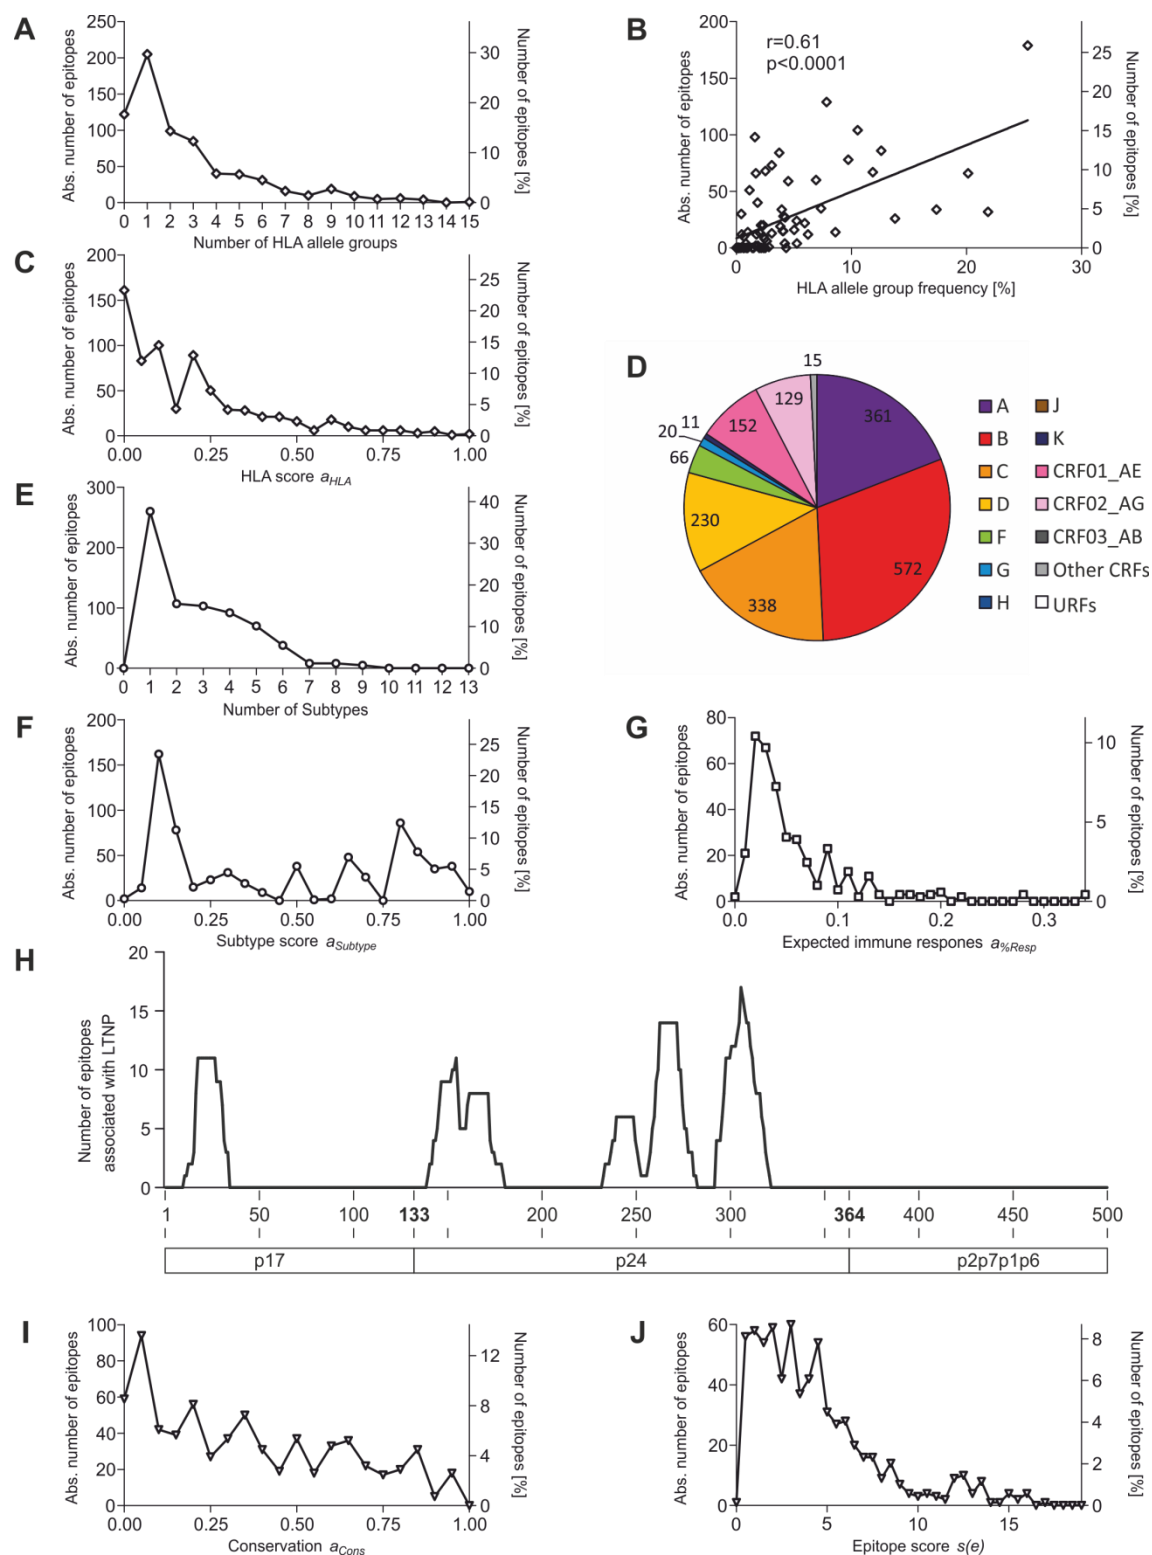 A
Abs. number of epitopes
250
200
150
100
50
0
30
20
10
0
Number of epitopes [%]
0 1 2 3 4 5 6 7 8 9 10 11 12 13 14 15
Number of HLA allele groups
B
Abs. number of epitopes
200
150
100
50
0
r=0.61
p<0.0001
25
20
15
10
5
0
Number of epitopes [%]
0 10 20 30
HLA allele group frequency [%]
C
Abs. number of epitopes
200
150
100
50
0
25
20
15
10
5
0
Number of epitopes [%]
0.00 0.25 0.50 0.75 1.00
HLA score aHLA
D
15
129
361
152
11
20
66
230
338
572
A
B
C
D
F
G
H
J
K
CRF01_AE
CRF02_AG
CRF03_AB
Other CRFs
URFs
E
Abs. number of epitopes
300
200
100
0
40
30
20
10
0
Number of epitopes [%]
0 1 2 3 4 5 6 7 8 9 10 11 12 13
Number of Subtypes
F
Abs. number of epitopes
200
150
100
50
0
25
20
15
10
5
0
Number of epitopes [%]
0.00 0.25 0.50 0.75 1.00
Subtype score aSubtype
G
Abs. number of epitopes
80
60
40
20
0
10
5
0
Number of epitopes [%]
0.0 0.1 0.2 0.3
Expected immune respones a%Resp
H
Number of epitopes
associated with LTNP
20
15
10
5
0
1 50 100 133 200 250 300 364 400 450 500
p17 p24 p2p7p1p6
I
Abs. number of epitopes
100
80
60
40
20
0
12
8
4
0
Number of epitopes [%]
0.00 0.25 0.50 0.75 1.00
Conservation aCons
J
Abs. number of epitopes
60
40
20
0
8
6
4
2
0
Number of epitopes [%]
0 5 10 15
Epitope score s(e)